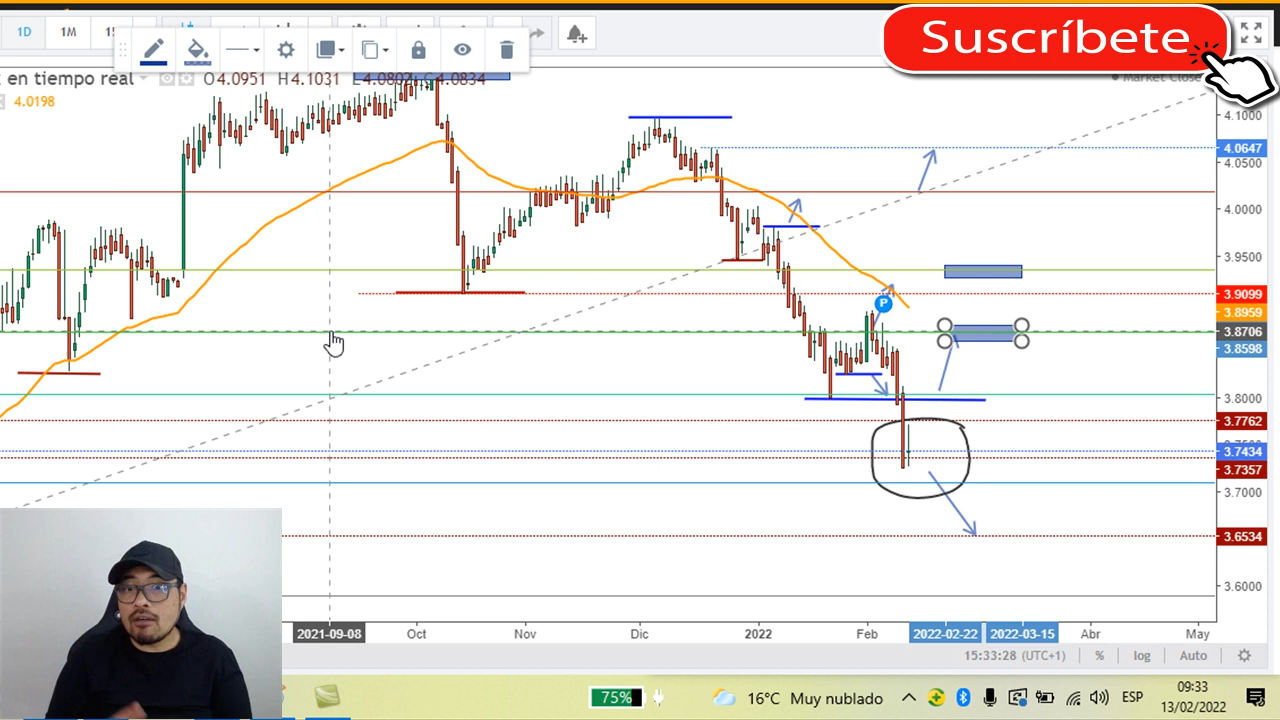 1D 1M
Suscríbete
en tiempo real
O4.0951 H4.1031
4.0834
4.0198
Market Close
4.1000
4.0647
4.0500
4.0000
3.9500
3.9099
3.8959
3.8706
3.8598
3.8000
3.7762
3.7434
3.7357
3.7000
3.6534
3.6000
P
2021-09-08 Oct Nov Dic 2022 Feb 2022-02-22 2022-03-15 Abr May
15:33:28 (UTC+1) % log Auto
75% 16°C Muy nublado ESP
09:33
13/02/2022